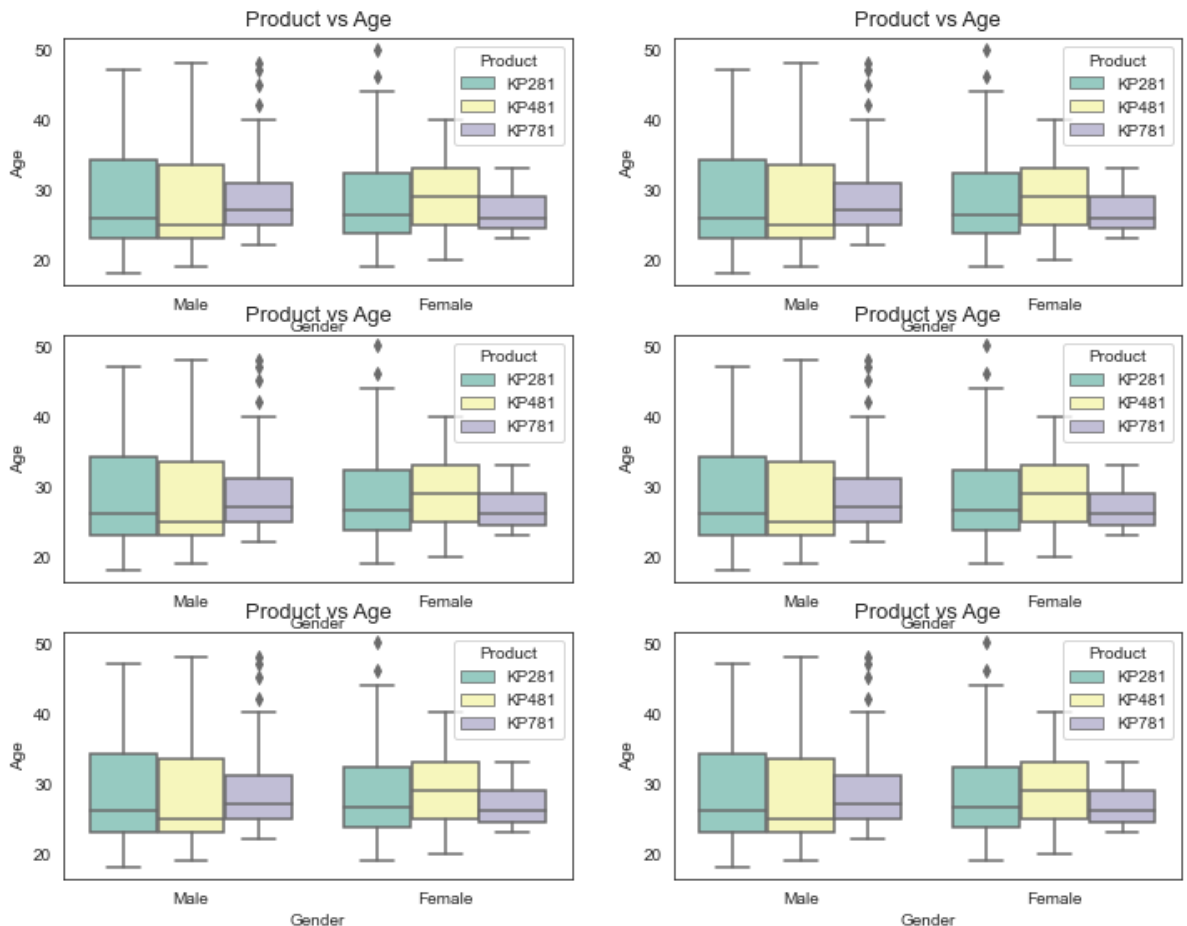 Product vs Age
Product vs Age
50
40
30
20
Age
Product
KP281
KP481
KP781
Male
Female
Gender
50
40
30
20
Age
Product
KP281
KP481
KP781
Male
Female
Gender
Product vs Age
Product vs Age
50
40
30
20
Age
Product
KP281
KP481
KP781
Male
Female
Gender
50
40
30
20
Age
Product
KP281
KP481
KP781
Male
Female
Gender
Product vs Age
Product vs Age
50
40
30
20
Age
Product
KP281
KP481
KP781
Male
Female
Gender
50
40
30
20
Age
Product
KP281
KP481
KP781
Male
Female
Gender